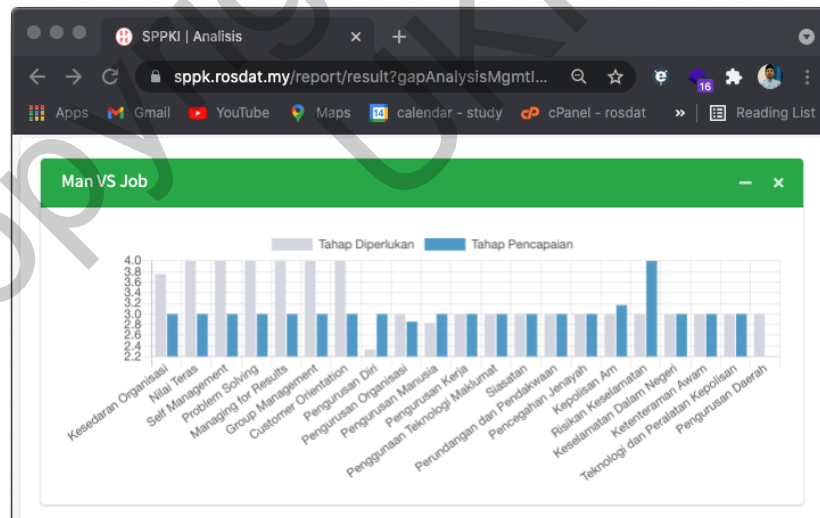 SPPKI | Analisis
sppk.rosdat.my/report/result?gapAnalysisMgmtI...
16
Apps Gmail YouTube Maps 14 calendar - study cP cPanel - rosdat » Reading List
Man VS Job
Tahap Diperlukan Tahap Pencapaian
4.0
3.8
3.6
3.4
3.2
3.0
2.8
2.6
2.4
2.2
Kesedaran Organisasi
Nilai Teras
Self Management
Problem Solving
Managing for Results
Group Management
Customer Orientation
Pengurusan Diri
Pengurusan Organisasi
Pengurusan Manusia
Pengurusan Kerja
Penggunaan Teknologi Maklumat
Siasatan
Perundangan dan Pendakwaan
Pencegahan Jenayah
Kepolisan Am
Risikan Keselamatan
Keselamatan Dalam Negeri
Ketenteraman Awam
Teknologi dan Peralatan Kepolisan
Pengurusan Daerah